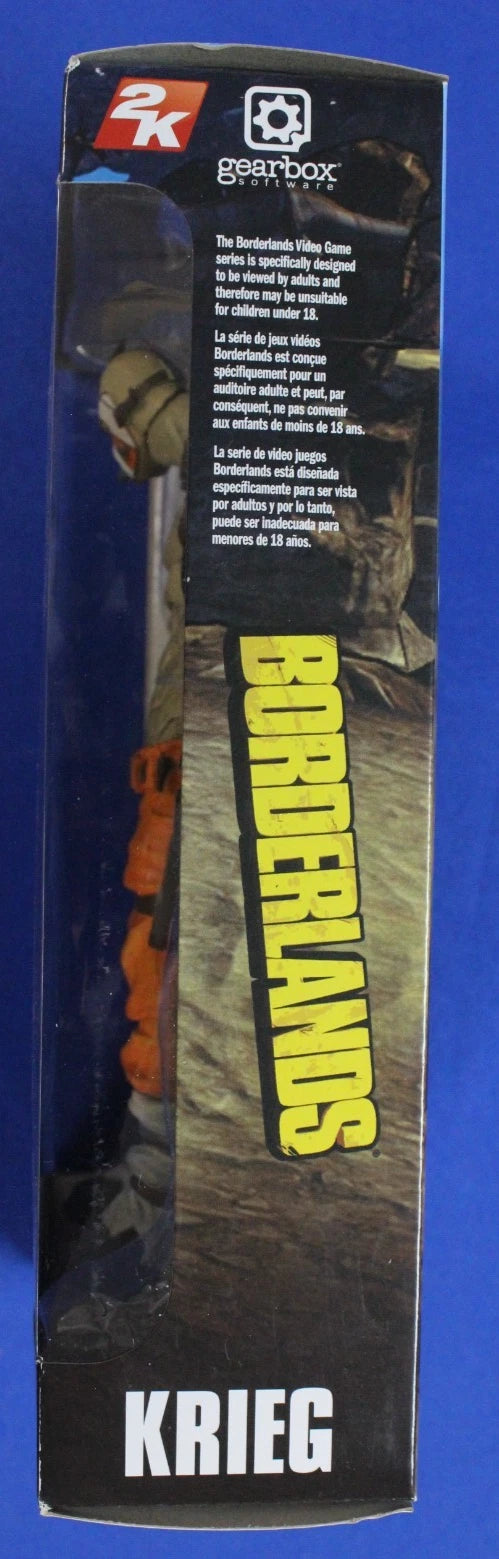 2K
gearbox®
software
The Borderlands Video Game
series is specifically designed
to be viewed by adults and
therefore may be unsuitable
for children under 18.
La série de jeux vidéos
Borderlands est conçue
spécifiquement pour un
auditoire adulte et peut, par
conséquent, ne pas convenir
aux enfants de moins de 18 ans.
La serie de video juegos
Borderlands está diseñada
específicamente para ser vista
por adultos y por lo tanto,
puede ser inadecuada para
menores de 18 años.
BORDERLANDS
KRIEG